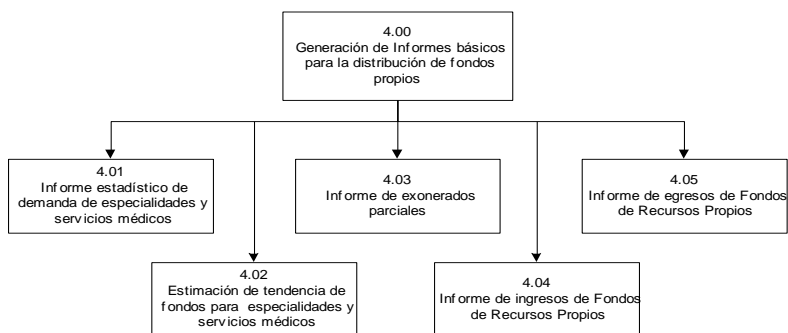 4.00
Generación de Informes básicos
para la distribución de fondos
propios
4.01
Informe estadístico de
demanda de especialidades y
servicios médicos
4.03
Informe de exonerados
parciales
4.05
Informe de egresos de Fondos
de Recursos Propios
4.02
Estimación de tendencia de
fondos para especialidades y
servicios médicos
4.04
Informe de ingresos de Fondos
de Recursos Propios